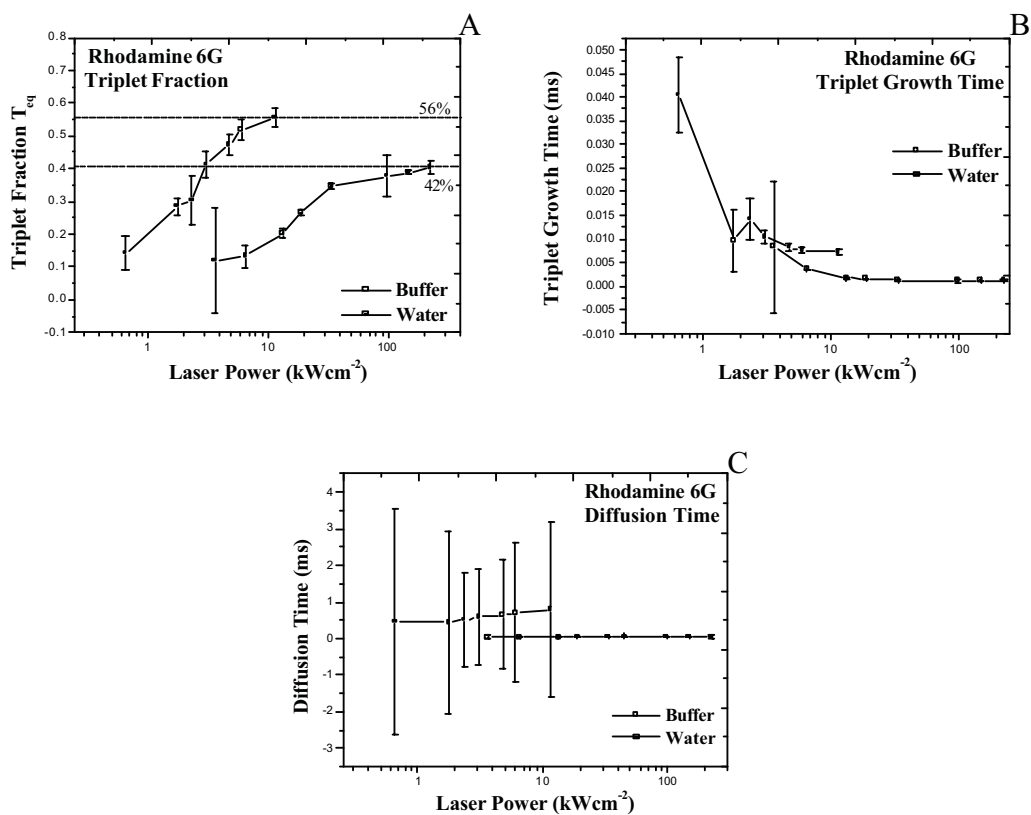 A
Rhodamine 6G
Triplet Fraction
Triplet Fraction T_eq
0.8
0.7
0.6
0.5
0.4
0.3
0.2
0.1
0.0
-0.1
56%
42%
Buffer
Water
1
10
100
Laser Power (kWcm⁻²)
B
Rhodamine 6G
Triplet Growth Time
Triplet Growth Time (ms)
0.050
0.045
0.040
0.035
0.030
0.025
0.020
0.015
0.010
0.005
0.000
-0.005
-0.010
Buffer
Water
1
10
100
Laser Power (kWcm⁻²)
C
Rhodamine 6G
Diffusion Time
Diffusion Time (ms)
4
3
2
1
0
-1
-2
-3
Buffer
Water
1
10
100
Laser Power (kWcm⁻²)